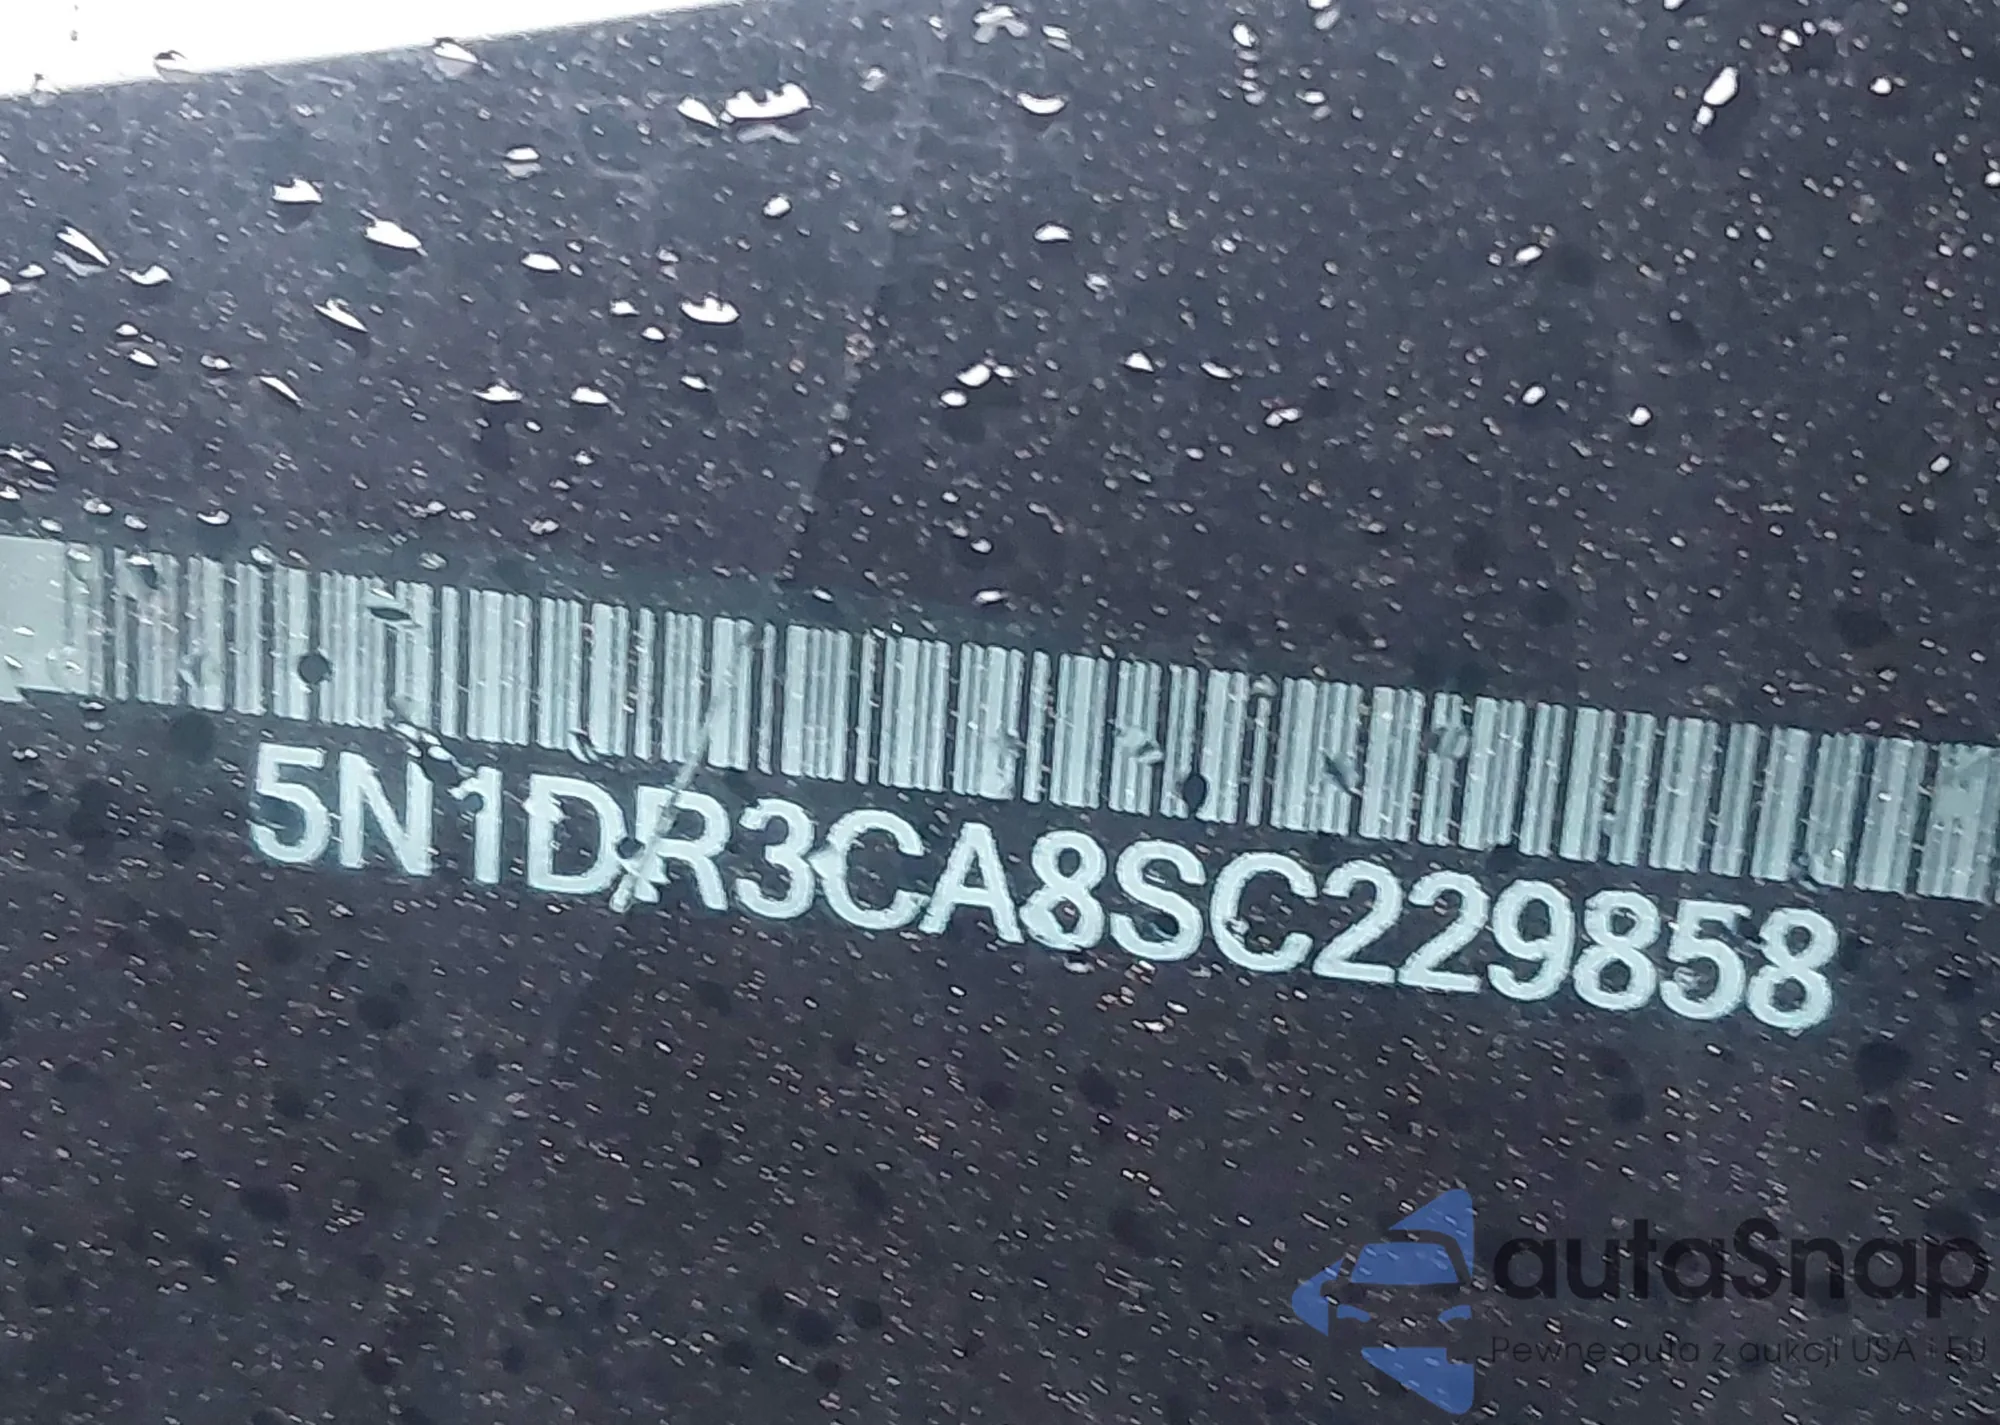 5N1DR3CA8SC229858
autaSnap
Pewne auta z aukcji USA i EU